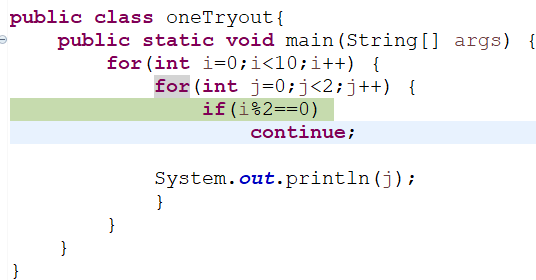 public class oneTryout{
    public static void main(String[] args) {
        for(int i=0;i<10;i++) {
            for(int j=0;j<2;j++) {
                if(i%2==0)
                    continue;

            System.out.println(j);
            }
        }
    }
}